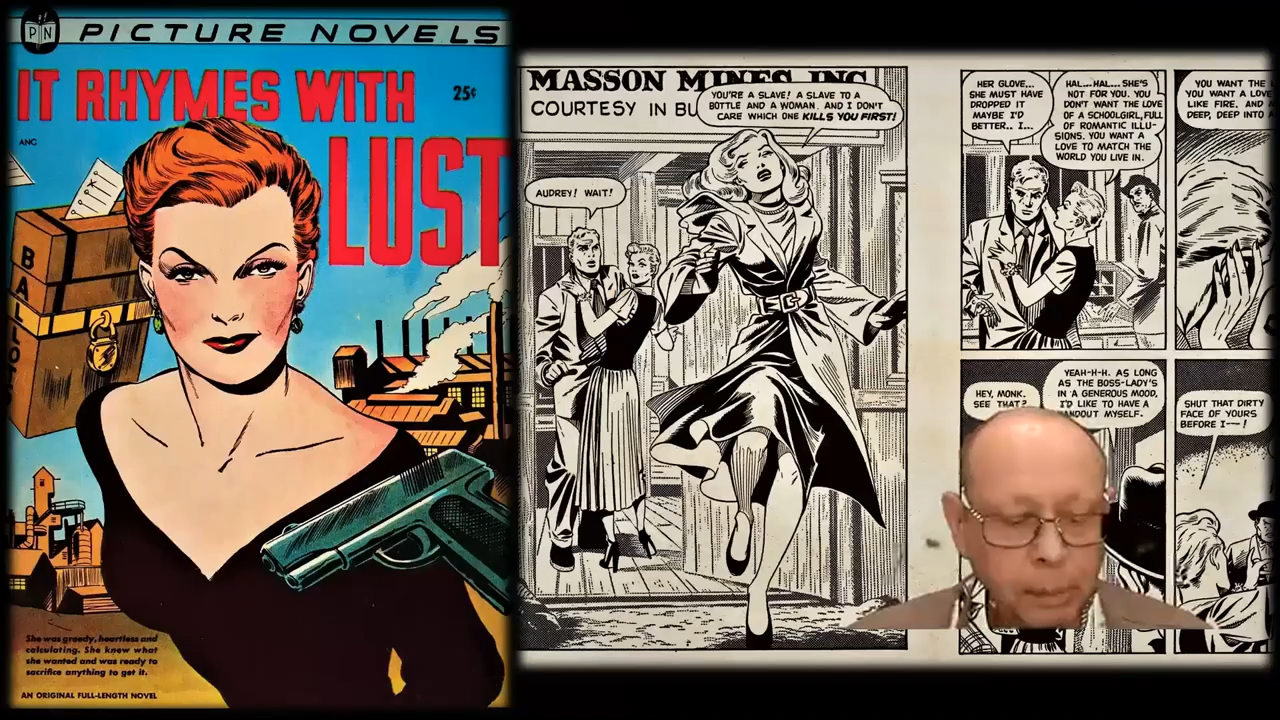 PN
PICTURE NOVELS
IT RHYMES WITH
LUST
25¢
ANC
BALLO
She was greedy, heartless and
calculating. She knew what
she wanted and was ready to
sacrifice anything to get it.
AN ORIGINAL FULL-LENGTH NOVEL
MASSON MINES INC
COURTESY IN BU
YOU'RE A SLAVE! A SLAVE TO A
BOTTLE AND A WOMAN. AND I DON'T
CARE WHICH ONE KILLS YOU FIRST!
AUDREY! WAIT!
HER GLOVE...
SHE MUST HAVE
DROPPED IT
MAYBE I'D
BETTER.. I...
HAL...HAL... SHE'S
NOT FOR YOU. YOU
DON'T WANT THE LOVE
OF A SCHOOLGIRL, FULL
OF ROMANTIC ILLU-
SIONS. YOU WANT A
LOVE TO MATCH THE
WORLD YOU LIVE IN.
YOU WANT THE
YOU WANT A LOVE
LIKE FIRE. AND
DEEP, DEEP INTO
HEY, MONK.
SEE THAT?
YEAH-H-H. AS LONG
AS THE BOSS-LADY'S
IN A GENEROUS MOOD,
I'D LIKE TO HAVE A
HANDOUT MYSELF.
SHUT THAT DIRTY
FACE OF YOURS
BEFORE I--!